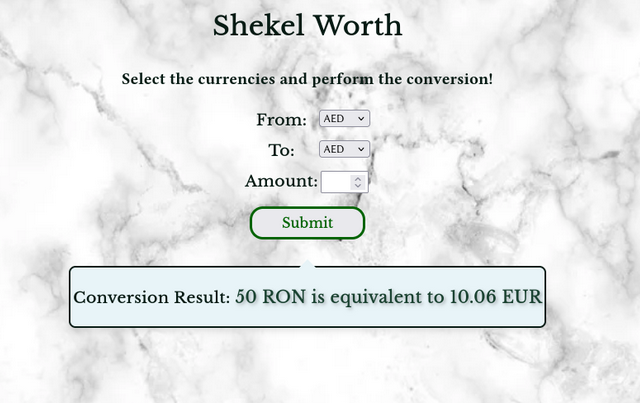 Shekel Worth
Select the currencies and perform the conversion!
From: AED
To: AED
Amount:
Submit
Conversion Result: 50 RON is equivalent to 10.06 EUR